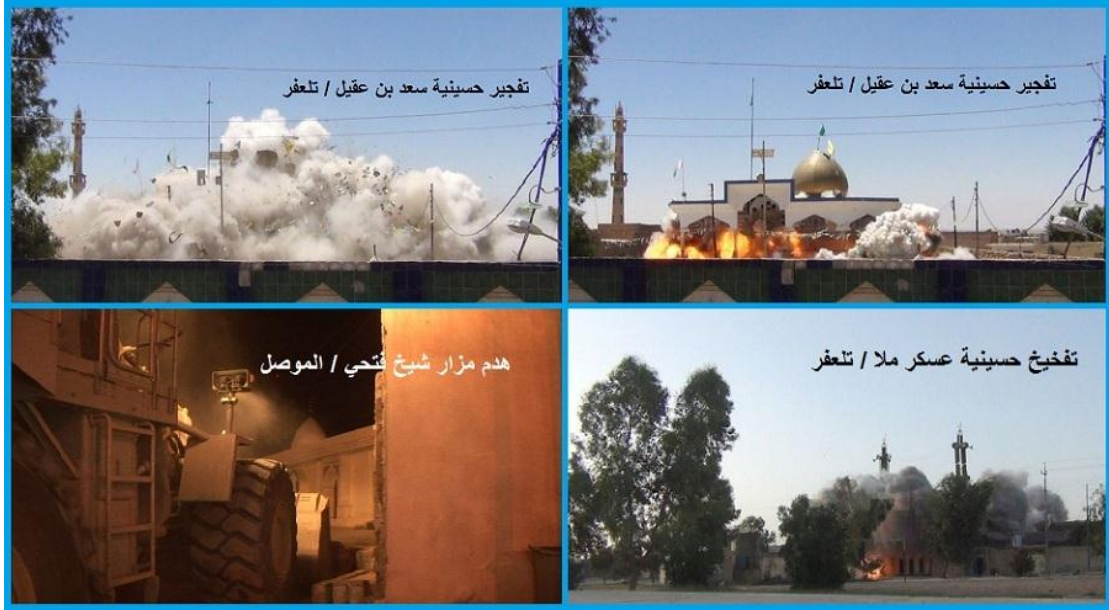 تفجير حسينية سعد بن عقيل / تلعفر
تفجير حسينية سعد بن عقيل / تلعفر
هدم مزار شيخ فتحي / الموصل
تفخيخ حسينية عسكر ملا / تلعفر